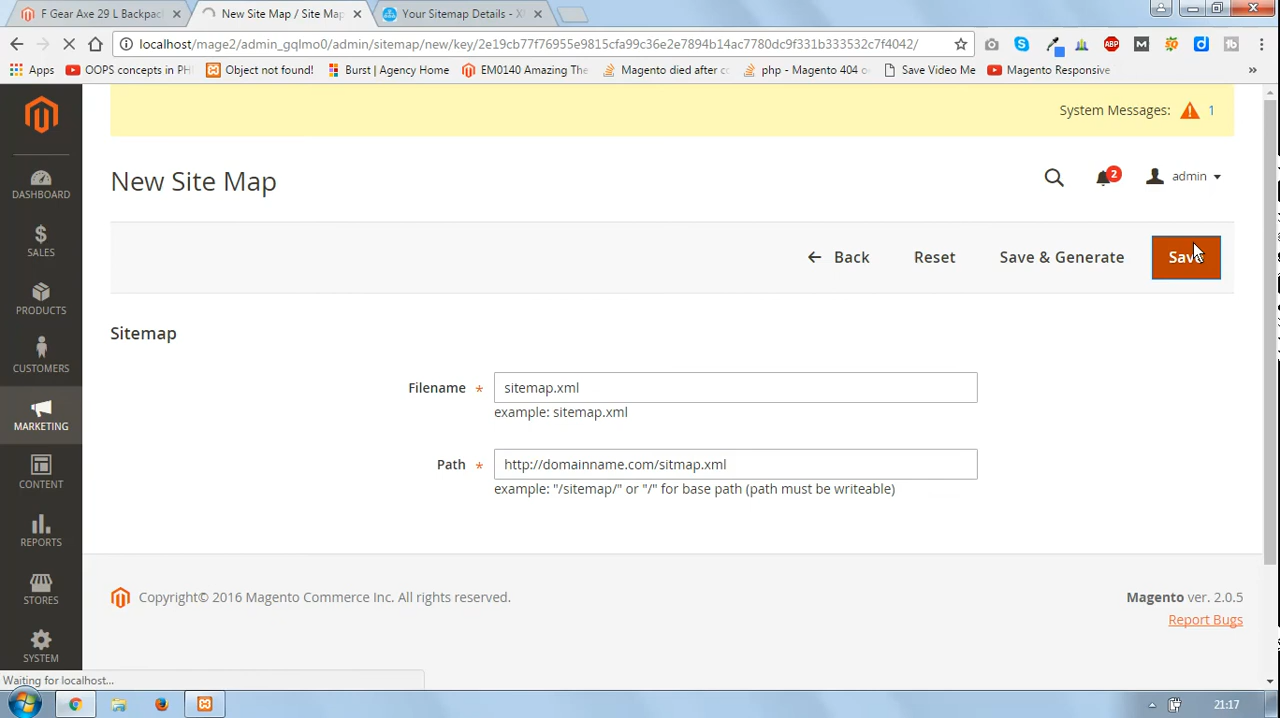 F Gear Axe 29 L Backpac
New Site Map / Site Ma
Your Sitemap Details - X
localhost/mage2/admin_gqlmo0/admin/sitemap/new/key/2e19cb77f76955e9815cfa99c36e2e7894b14ac7780dc9f331b333532c7f4042/
Apps
OOPS concepts in PH
Object not found!
Burst | Agency Home
EM0140 Amazing The
Magento died after c
php - Magento 404 o
Save Video Me
Magento Responsive
»
System Messages: 1
New Site Map
2
admin
Back
Reset
Save & Generate
Save
Sitemap
Filename *
sitemap.xml
example: sitemap.xml
Path *
http://domainname.com/sitmap.xml
example: "/sitemap/" or "/" for base path (path must be writeable)
DASHBOARD
SALES
PRODUCTS
CUSTOMERS
MARKETING
CONTENT
REPORTS
STORES
SYSTEM
Copyright© 2016 Magento Commerce Inc. All rights reserved.
Magento ver. 2.0.5
Report Bugs
Waiting for localhost...
21:17